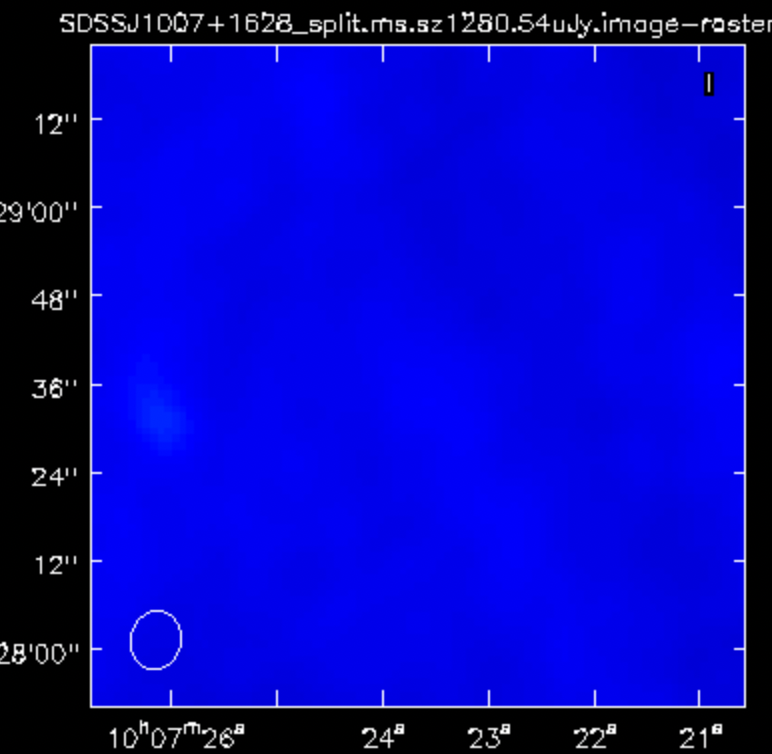 SDSSJ1007+1628_split.ms.sz1280.54uJy.image-raster
I
12"
29'00"
48"
36"
24"
12"
28'00"
10ʰ07ᵐ26ˢ 24ˢ 23ˢ 22ˢ 21ˢ